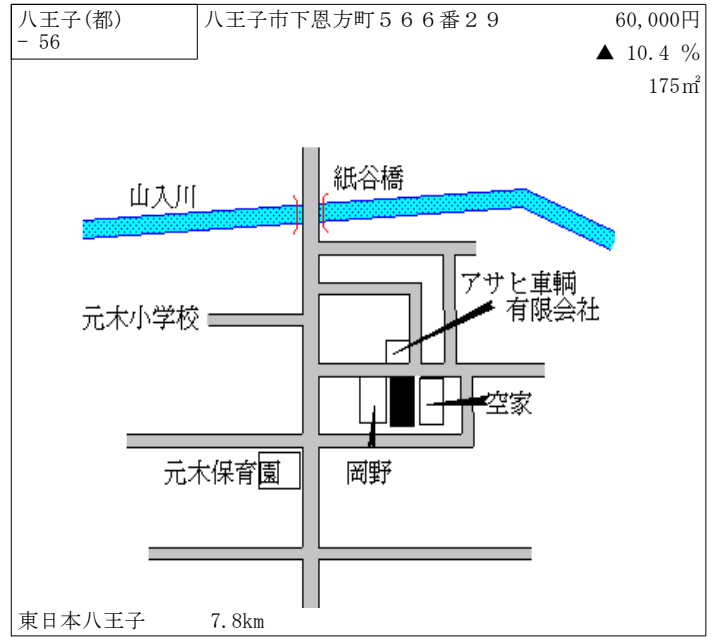 八王子(都)
- 56
八王子市下恩方町５６６番２９
60,000円
▲ 10.4 %
175㎡
山入川
紙谷橋
アサヒ車輌
有限会社
元木小学校
空家
元木保育園
岡野
東日本八王子 7.8km